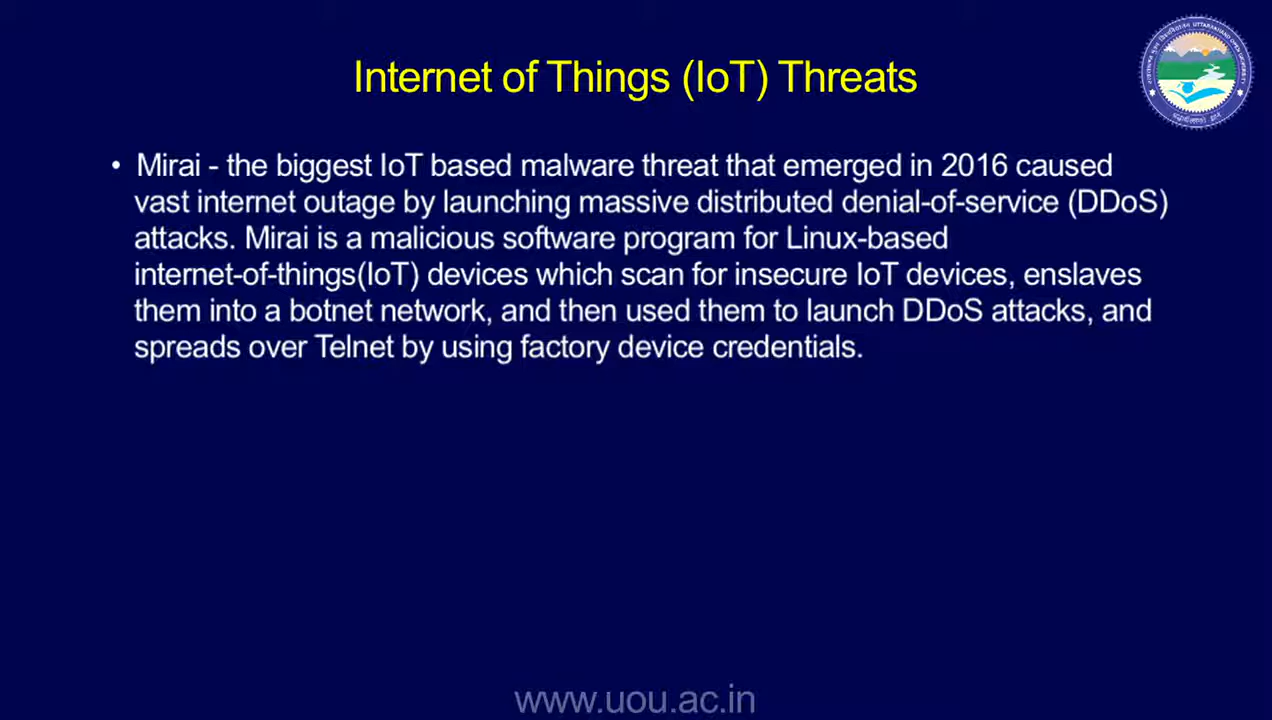 Internet of Things (IoT) Threats
• Mirai - the biggest IoT based malware threat that emerged in 2016 caused
vast internet outage by launching massive distributed denial-of-service (DDoS)
attacks. Mirai is a malicious software program for Linux-based
internet-of-things(IoT) devices which scan for insecure IoT devices, enslaves
them into a botnet network, and then used them to launch DDoS attacks, and
spreads over Telnet by using factory device credentials.
www.uou.ac.in